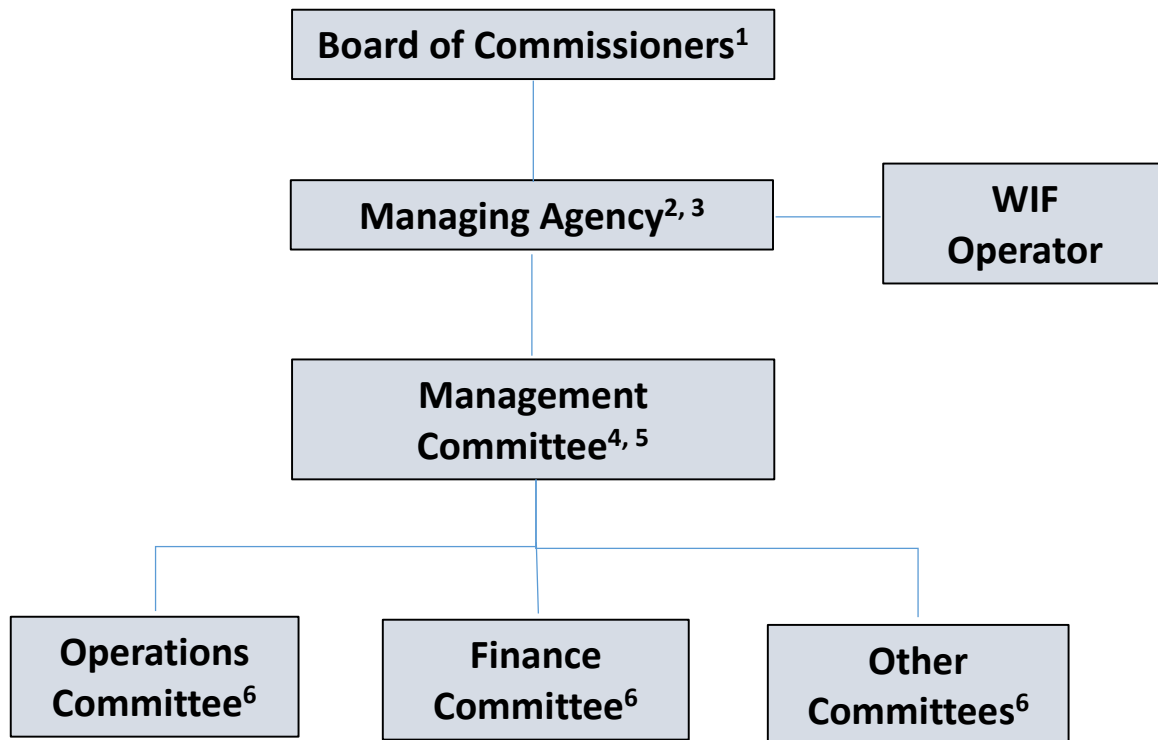 Board of Commissioners¹
Managing Agency²˒ ³
WIF
Operator
Management
Committee⁴˒ ⁵
Operations
Committee⁶
Finance
Committee⁶
Other
Committees⁶